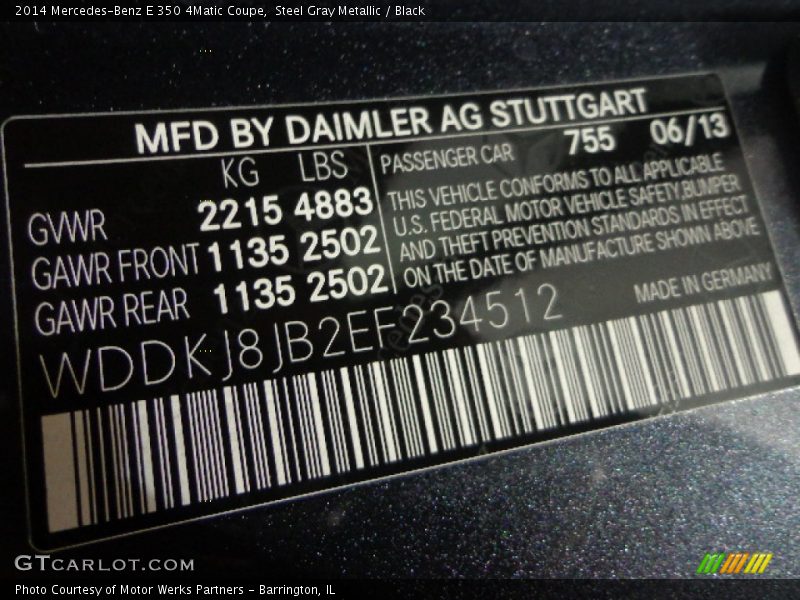 2014 Mercedes-Benz E 350 4Matic Coupe,  Steel Gray Metallic / Black
MFD BY DAIMLER AG STUTTGART
KG LBS
GVWR 2215 4883
GAWR FRONT 1135 2502
GAWR REAR 1135 2502
PASSENGER CAR 755 06/13
THIS VEHICLE CONFORMS TO ALL APPLICABLE
U.S. FEDERAL MOTOR VEHICLE SAFETY,BUMPER
AND THEFT PREVENTION STANDARDS IN EFFECT
ON THE DATE OF MANUFACTURE SHOWN ABOVE
WDDKJ8JB2EF234512
MADE IN GERMANY
GTCARLOT.COM
Photo Courtesy of Motor Werks Partners - Barrington, IL